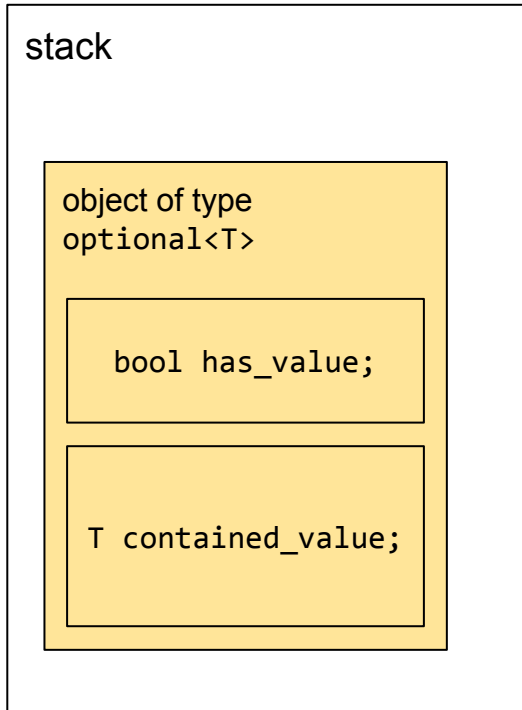 stack
object of type
optional<T>
bool has_value;
T contained_value;